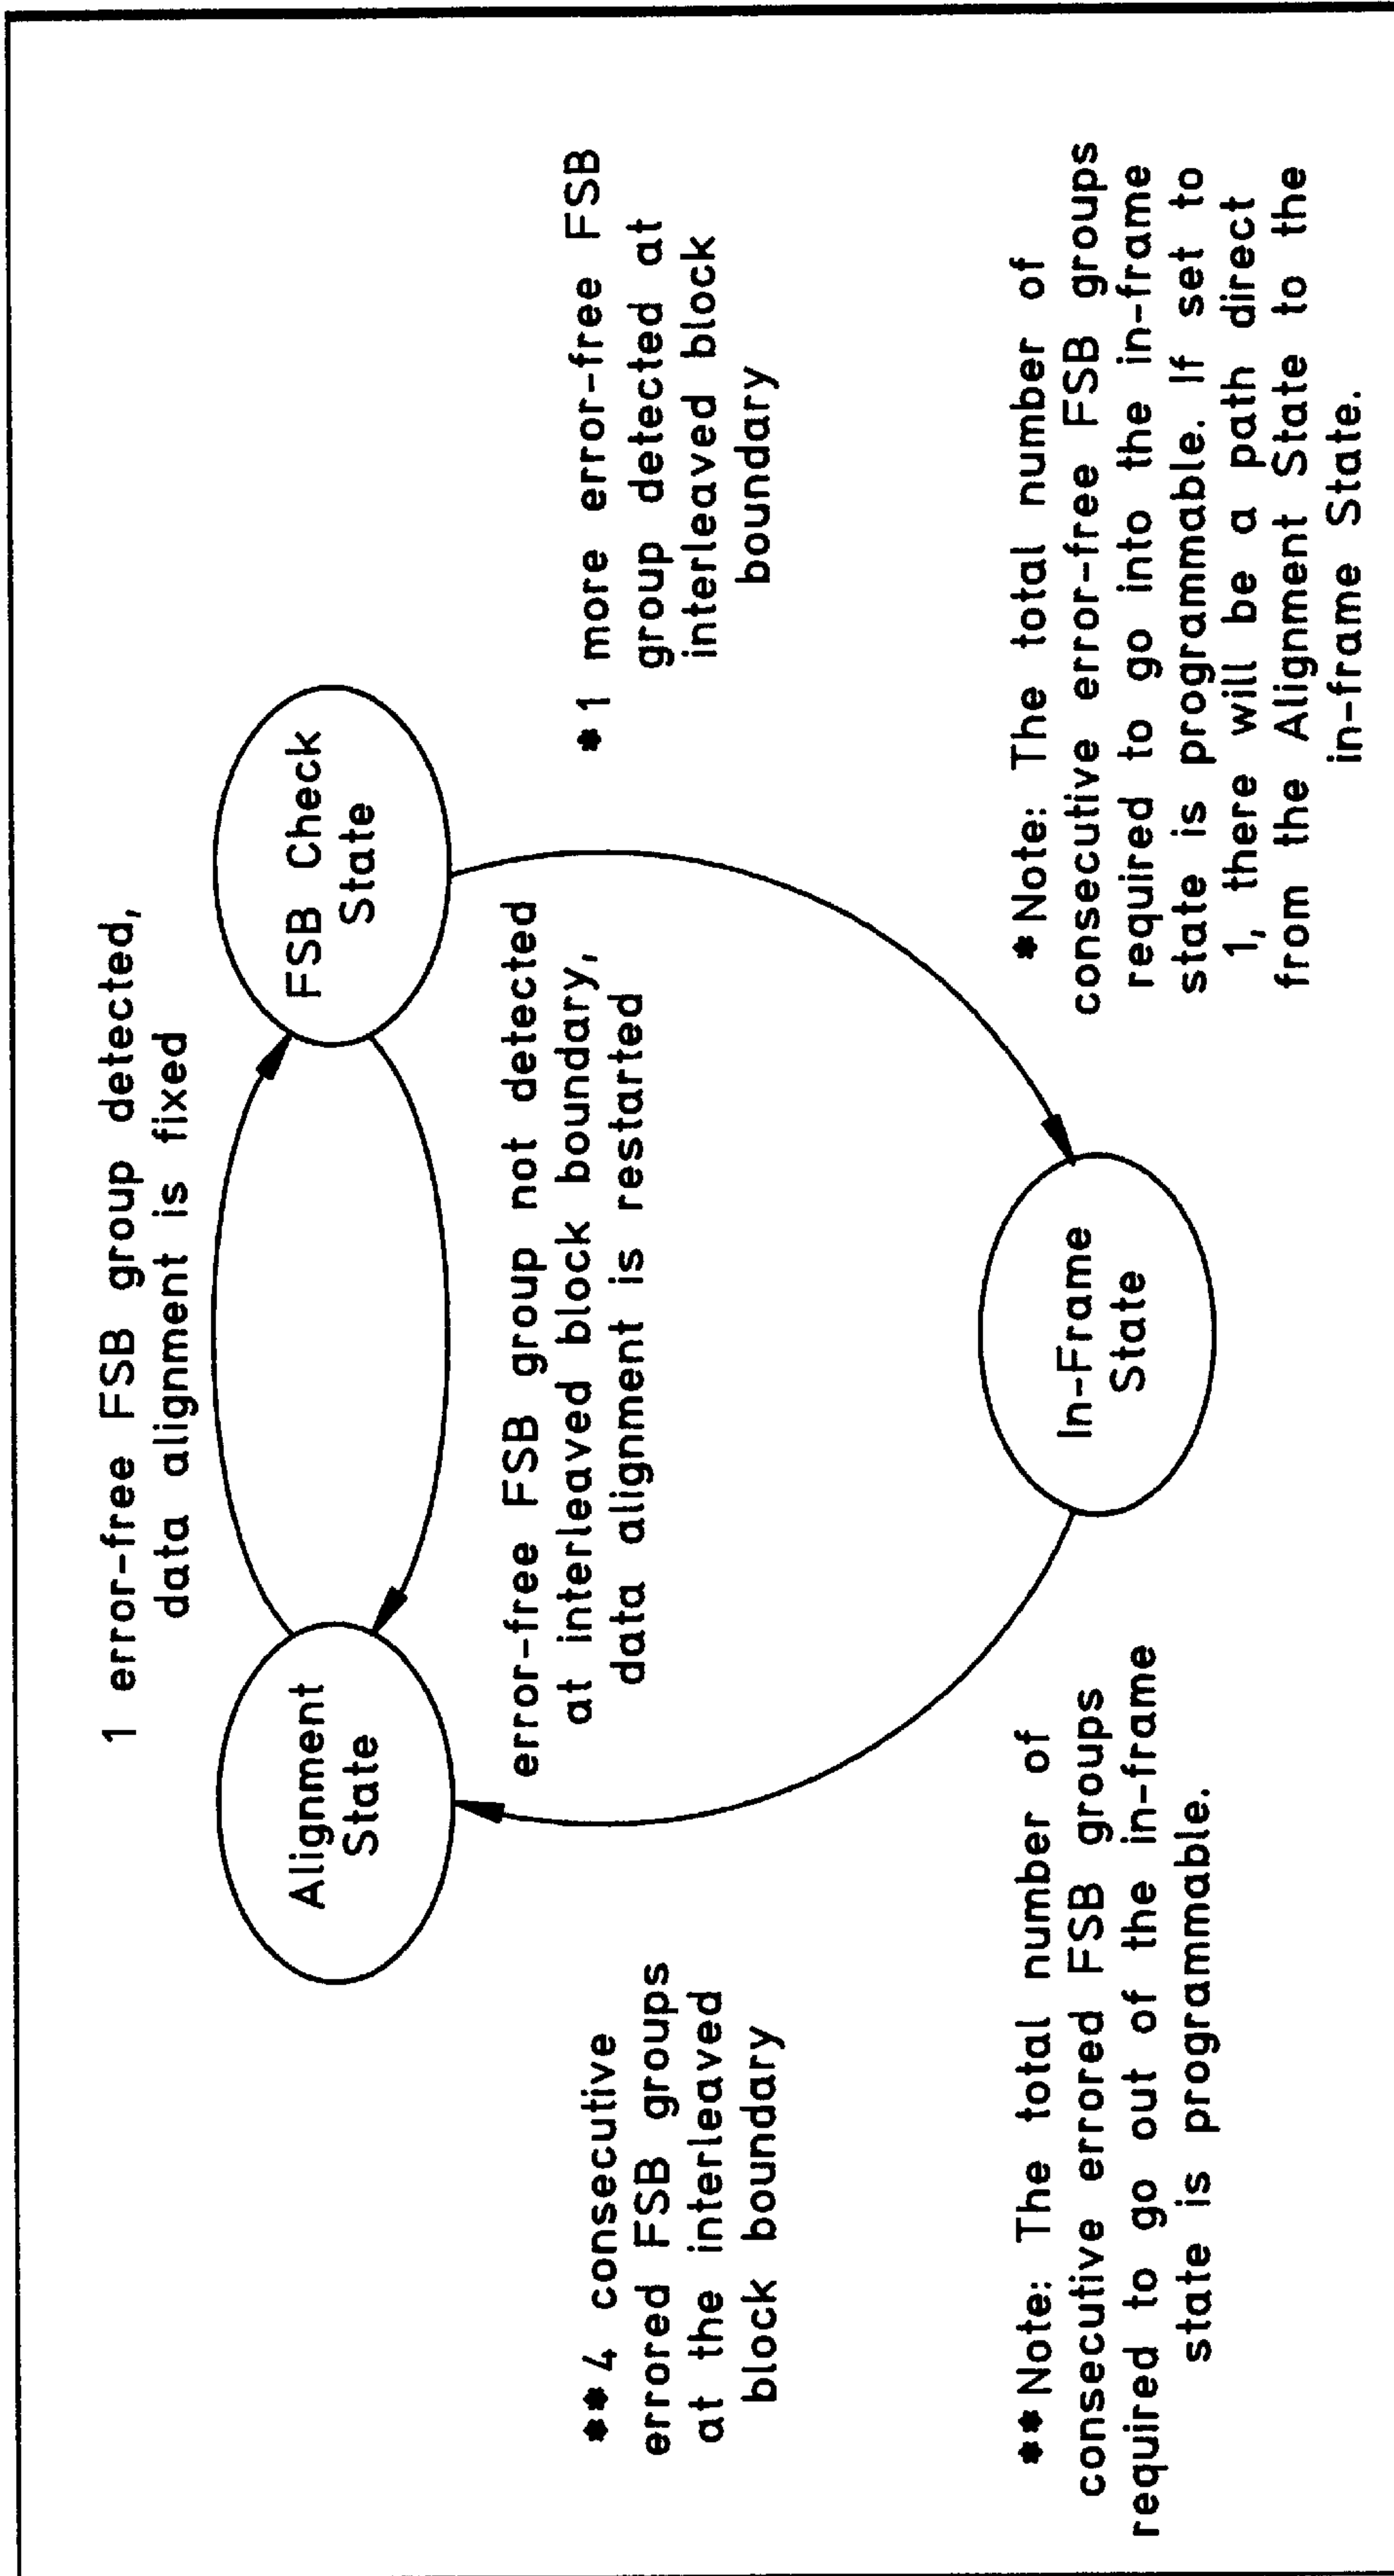 1 error-free FSB group detected,
data alignment is fixed
Alignment
State
FSB Check
State
error-free FSB group not detected
at interleaved block boundary,
data alignment is restarted
** 4 consecutive
errored FSB groups
at the interleaved
block boundary
* 1 more error-free FSB
group detected at
interleaved block
boundary
In-Frame
State
** Note: The total number of
consecutive errored FSB groups
required to go out of the in-frame
state is programmable.
* Note: The total number of
consecutive error-free FSB groups
required to go into the in-frame
state is programmable. If set to
1, there will be a path direct
from the Alignment State to the
in-frame State.